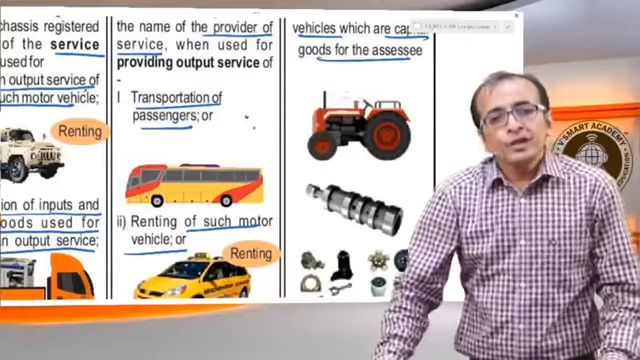 chassis registered
of the service
used for
output service of
such motor vehicle;
Renting
ion of inputs and
oods used for
n output service;
the name of the provider of
service, when used for
providing output service of
-
I Transportation of
passengers; or
ii) Renting of such motor
vehicle; or
Renting
vehicles which are capital
goods for the assessee
V'SMART ACADEMY
EDUCATION